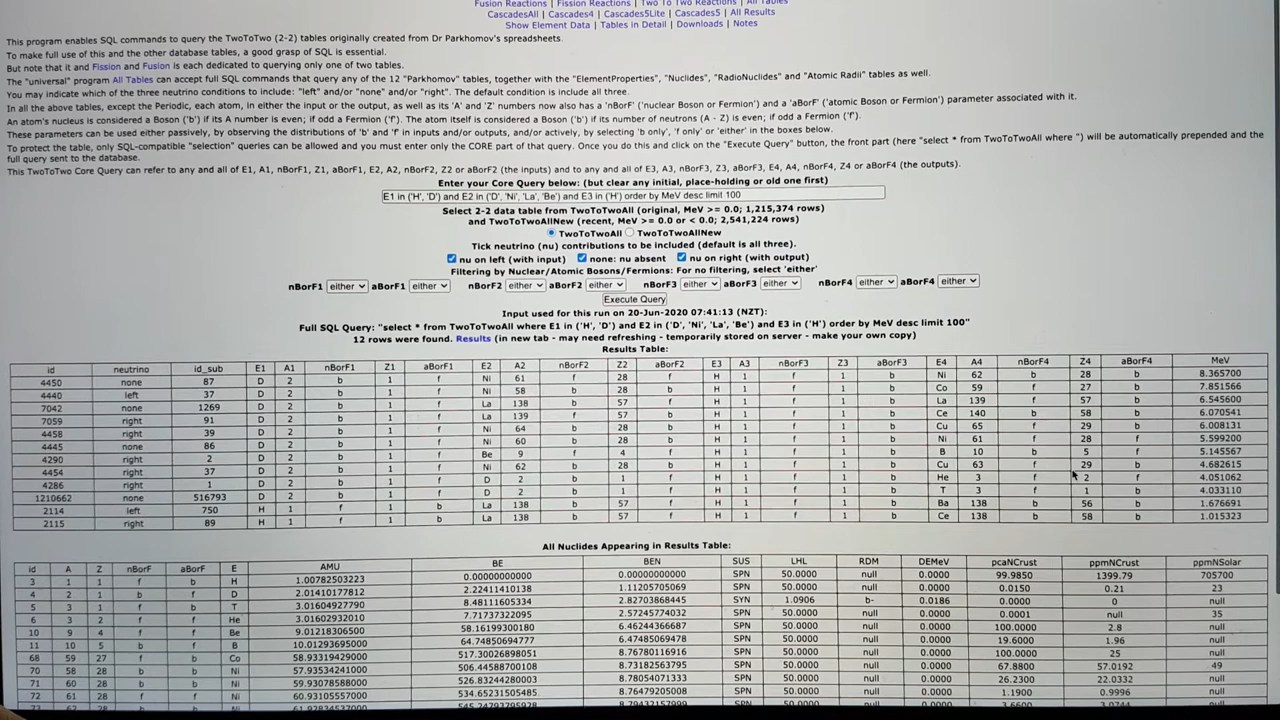 Fusion Reactions | Fission Reactions | Two To Two Reactions | All Tables
CascadesAll | Cascades4 | Cascades5Lite | Cascades5 | All Results
Show Element Data | Tables in Detail | Downloads | Notes
This program enables SQL commands to query the TwoToTwo (2-2) tables originally created from Dr Parkhomov's spreadsheets.
To make full use of this and the other database tables, a good grasp of SQL is essential.
But note that it and Fission and Fusion is each dedicated to querying only one of two tables.
The "universal" program All Tables can accept full SQL commands that query any of the 12 "Parkhomov" tables, together with the "ElementProperties", "Nuclides", "RadioNuclides" and "Atomic Radii" tables as well.
You may indicate which of the three neutrino conditions to include: "left" and/or "none" and/or "right". The default condition is include all three.
In all the above tables, except the Periodic, each atom, in either the input or the output, as well as its 'A' and 'Z' numbers now also has a 'nBorF' ('nuclear Boson or Fermion') and a 'aBorF' ('atomic Boson or Fermion') parameter associated with it.
An atom's nucleus is considered a Boson ('b') if its A number is even; if odd a Fermion ('f'). The atom itself is considered a Boson ('b') if its number of neutrons (A - Z) is even; if odd a Fermion ('f').
These parameters can be used either passively, by observing the distributions of 'b' and 'f' in inputs and/or outputs, and/or actively, by selecting 'b only', 'f only' or 'either' in the boxes below.
To protect the table, only SQL-compatible "selection" queries can be allowed and you must enter only the CORE part of that query. Once you do this and click on the "Execute Query" button, the front part (here "select * from TwoToTwoAll where ") will be automatically prepended and the
full query sent to the database.
This TwoToTwo Core Query can refer to any and all of E1, A1, nBorF1, Z1, aBorF1, E2, A2, nBorF2, Z2 or aBorF2 (the inputs) and to any and all of E3, A3, nBorF3, Z3, aBorF3, E4, A4, nBorF4, Z4 or aBorF4 (the outputs).
Enter your Core Query below: (but clear any initial, place-holding or old one first)
E1 in ('H', 'D') and E2 in ('D', 'Ni', 'La', 'Be') and E3 in ('H') order by MeV desc limit 100
Select 2-2 data table from TwoToTwoAll (original, MeV >= 0.0; 1,215,374 rows)
and TwoToTwoAllNew (recent, MeV >= 0.0 or < 0.0; 2,541,224 rows)
TwoToTwoAll TwoToTwoAllNew
Tick neutrino (nu) contributions to be included (default is all three).
nu on left (with input) none: nu absent nu on right (with output)
Filtering by Nuclear/Atomic Bosons/Fermions: For no filtering, select 'either'
nBorF1 either aBorF1 either nBorF2 either aBorF2 either nBorF3 either aBorF3 either nBorF4 either aBorF4 either
Execute Query
Input used for this run on 20-Jun-2020 07:41:13 (NZT):
Full SQL Query: "select * from TwoToTwoAll where E1 in ('H', 'D') and E2 in ('D', 'Ni', 'La', 'Be') and E3 in ('H') order by MeV desc limit 100"
12 rows were found. Results (in new tab - may need refreshing - temporarily stored on server - make your own copy)
Results Table:
id neutrino id_sub E1 A1 nBorF1 Z1 aBorF1 E2 A2 nBorF2 Z2 aBorF2 E3 A3 nBorF3 Z3 aBorF3 E4 A4 nBorF4 Z4 aBorF4 MeV
4450 none 87 D 2 b 1 f Ni 61 f 28 f H 1 f 1 b Ni 62 b 28 b 8.365700
4440 left 37 D 2 b 1 f Ni 58 b 28 b H 1 f 1 b Co 59 f 27 b 7.851566
7042 none 1269 D 2 b 1 f La 138 b 57 f H 1 f 1 b La 139 f 57 b 6.545600
7059 right 91 D 2 b 1 f La 139 f 57 b H 1 f 1 b Ce 140 b 58 b 6.070541
4458 right 39 D 2 b 1 f Ni 64 b 28 b H 1 f 1 b Cu 65 f 29 b 6.008131
4445 none 86 D 2 b 1 f Ni 60 b 28 b H 1 f 1 b Ni 61 f 28 f 5.599200
4290 right 2 D 2 b 1 f Be 9 f 4 f H 1 f 1 b B 10 b 5 f 5.145567
4454 right 37 D 2 b 1 f Ni 62 b 28 b H 1 f 1 b Cu 63 f 29 b 4.682615
4286 right 1 D 2 b 1 f D 2 b 1 f H 1 f 1 b He 3 f 2 f 4.051062
1210662 none 516793 D 2 b 1 f D 2 b 1 f H 1 f 1 b T 3 f 1 b 4.033110
2114 left 750 H 1 f 1 b La 138 b 57 f H 1 f 1 b Ba 138 b 56 b 1.676691
2115 right 89 H 1 f 1 b La 138 b 57 f H 1 f 1 b Ce 138 b 58 b 1.015323
All Nuclides Appearing in Results Table:
id A Z nBorF aBorF E AMU BE BEN SUS LHL RDM DEMeV pcaNCrust ppmNCrust ppmNSolar
3 1 1 f b H 1.00782503223 0.00000000000 0.00000000000 SPN 50.0000 null 0.0000 99.9850 1399.79 705700
4 2 1 b f D 2.01410177812 2.22411410138 1.11205705069 SPN 50.0000 null 0.0000 0.0150 0.21 23
5 3 1 f b T 3.01604927790 8.48111605334 2.82703868445 SYN 1.0906 b- 0.0186 0.0000 0 null
6 3 2 f f He 3.01602932010 7.71737322095 2.57245774032 SPN 50.0000 null 0.0000 0.0001 null 35
10 9 4 f f Be 9.01218306500 58.16199300180 6.46244366687 SPN 50.0000 null 0.0000 100.0000 2.8 null
11 10 5 b f B 10.01293695000 64.74850694777 6.47485069478 SPN 50.0000 null 0.0000 19.6000 1.96 null
68 59 27 f b Co 58.93319429000 517.30026898051 8.76780116916 SPN 50.0000 null 0.0000 100.0000 25 null
70 58 28 b b Ni 57.93534241000 506.44588700108 8.73182563795 SPN 50.0000 null 0.0000 67.8800 57.0192 49
71 60 28 b b Ni 59.93078588000 526.83244280003 8.78054071333 SPN 50.0000 null 0.0000 26.2300 22.0332 null
72 61 28 f f Ni 60.93105557000 534.65231505485 8.76479205008 SPN 50.0000 null 0.0000 1.1900 0.9996 null